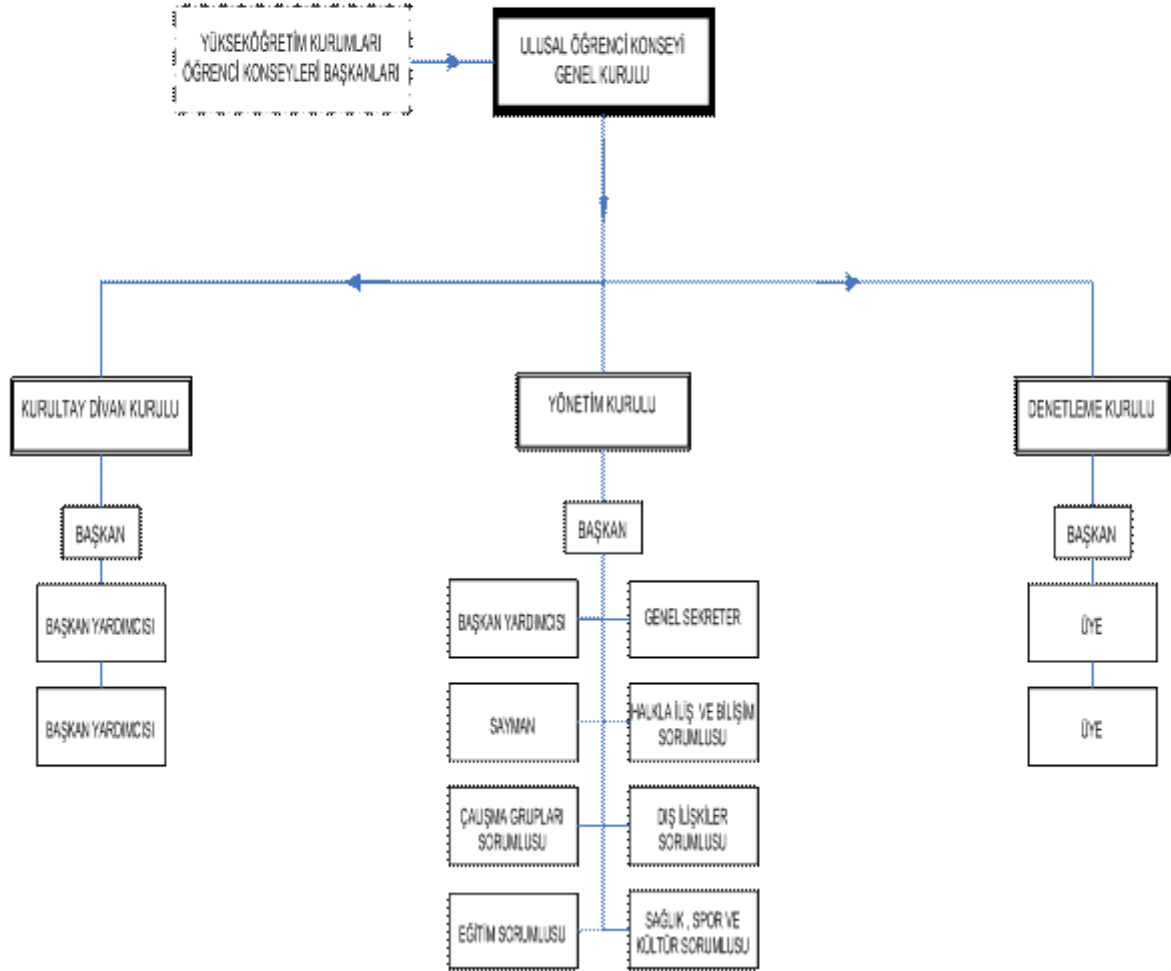 YÜKSEKÖĞRETİM KURUMLARI
ÖĞRENCİ KONSEYLERİ BAŞKANLARI
ULUSAL ÖĞRENCİ KONSEYİ
GENEL KURULU
KURULTAY DİVAN KURULU
YÖNETİM KURULU
DENETLEME KURULU
BAŞKAN
BAŞKAN
BAŞKAN
BAŞKAN YARDIMCISI
BAŞKAN YARDIMCISI
GENEL SEKRETER
ÜYE
BAŞKAN YARDIMCISI
SAYMAN
HALKLA İLİŞ VE BİLİŞİM
SORUMLUSU
ÜYE
ÇALIŞMA GRUPLARI
SORUMLUSU
DIŞ İLİŞKİLER
SORUMLUSU
EĞİTİM SORUMLUSU
SAĞLIK , SPOR VE
KÜLTÜR SORUMLUSU